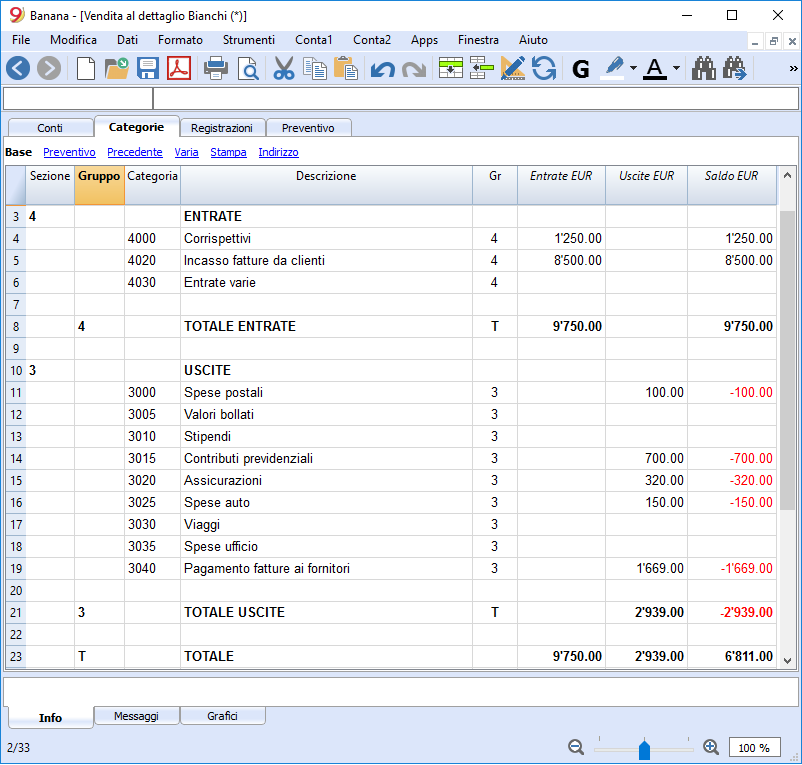 Banana - [Vendita al dettaglio Bianchi (*)]
File Modifica Dati Formato Strumenti Conta1 Conta2 Apps Finestra Aiuto
G A »
Conti Categorie Registrazioni Preventivo
Base Preventivo Precedente Varia Stampa Indirizzo
Sezione Gruppo Categoria Descrizione Gr Entrate EUR Uscite EUR Saldo EUR
3 4 ENTRATE
4 4000 Corrispettivi 4 1'250.00 1'250.00
5 4020 Incasso fatture da clienti 4 8'500.00 8'500.00
6 4030 Entrate varie 4
7
8 4 TOTALE ENTRATE T 9'750.00 9'750.00
9
10 3 USCITE
11 3000 Spese postali 3 100.00 -100.00
12 3005 Valori bollati 3
13 3010 Stipendi 3
14 3015 Contributi previdenziali 3 700.00 -700.00
15 3020 Assicurazioni 3 320.00 -320.00
16 3025 Spese auto 3 150.00 -150.00
17 3030 Viaggi 3
18 3035 Spese ufficio 3
19 3040 Pagamento fatture ai fornitori 3 1'669.00 -1'669.00
20
21 3 TOTALE USCITE T 2'939.00 -2'939.00
22
23 T TOTALE 9'750.00 2'939.00 6'811.00
Info Messaggi Grafici
2/33 100 %